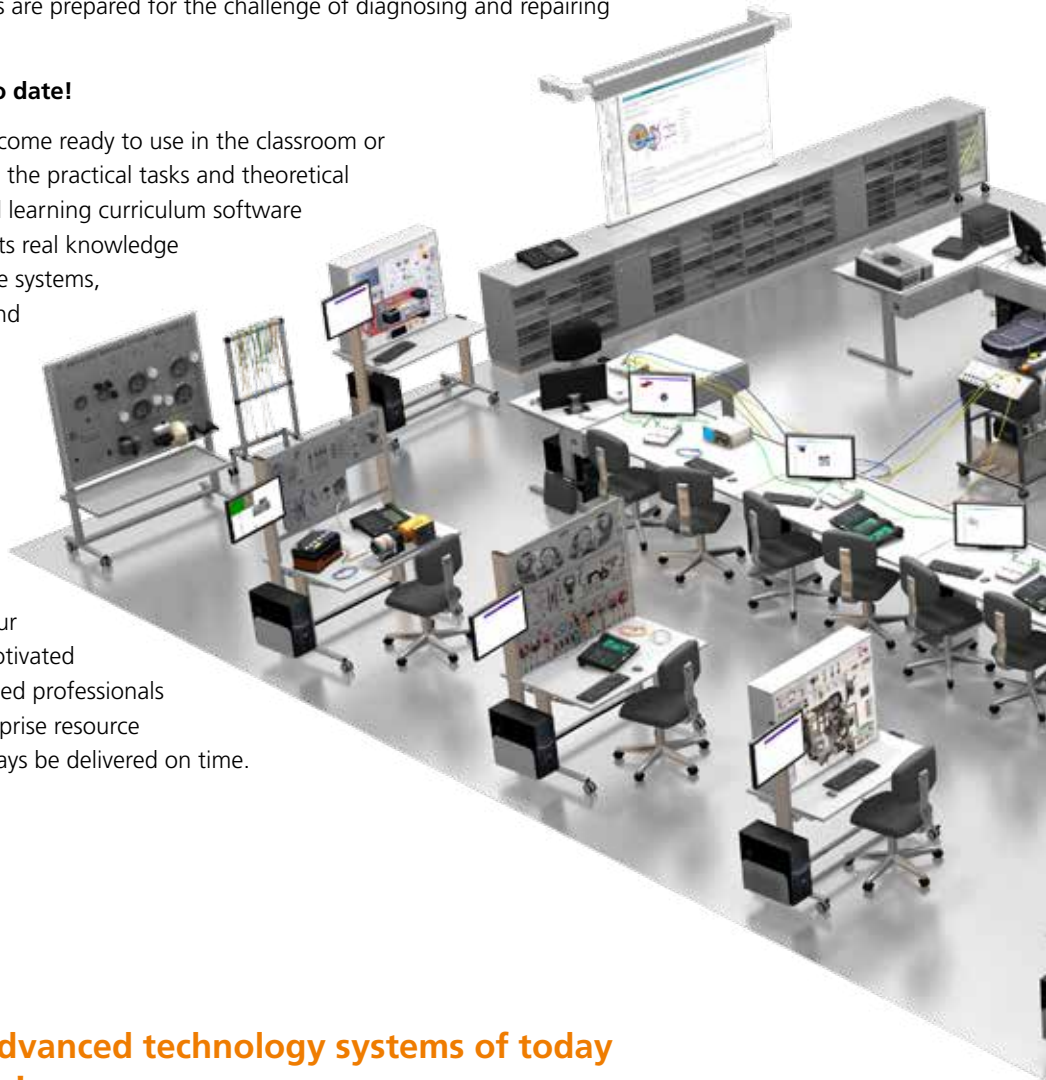 s are prepared for the challenge of diagnosing and repairing
o date!
come ready to use in the classroom or
the practical tasks and theoretical
l learning curriculum software
ts real knowledge
e systems,
nd
ur
otivated
ed professionals
prise resource
ays be delivered on time.
dvanced technology systems of today